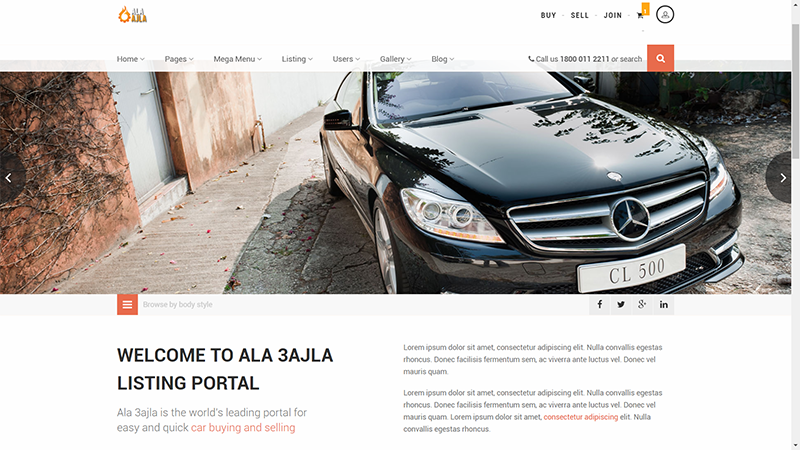 ALA
3AJLA
BUY - SELL - JOIN - 1
Home Pages Mega Menu Listing Users Gallery Blog Call us 1800 011 2211 or search
CL 500
Browse by body style
WELCOME TO ALA 3AJLA
LISTING PORTAL
Ala 3ajla is the world's leading portal for
easy and quick car buying and selling
Lorem ipsum dolor sit amet, consectetur adipiscing elit. Nulla convallis egestas
rhoncus. Donec facilisis fermentum sem, ac viverra ante luctus vel. Donec vel
mauris quam.
Lorem ipsum dolor sit amet, consectetur adipiscing elit. Nulla convallis egestas
rhoncus. Donec facilisis fermentum sem, ac viverra ante luctus vel. Donec vel
mauris quam. Lorem ipsum dolor sit amet, consectetur adipiscing elit. Nulla convallis
egestas rhoncus.